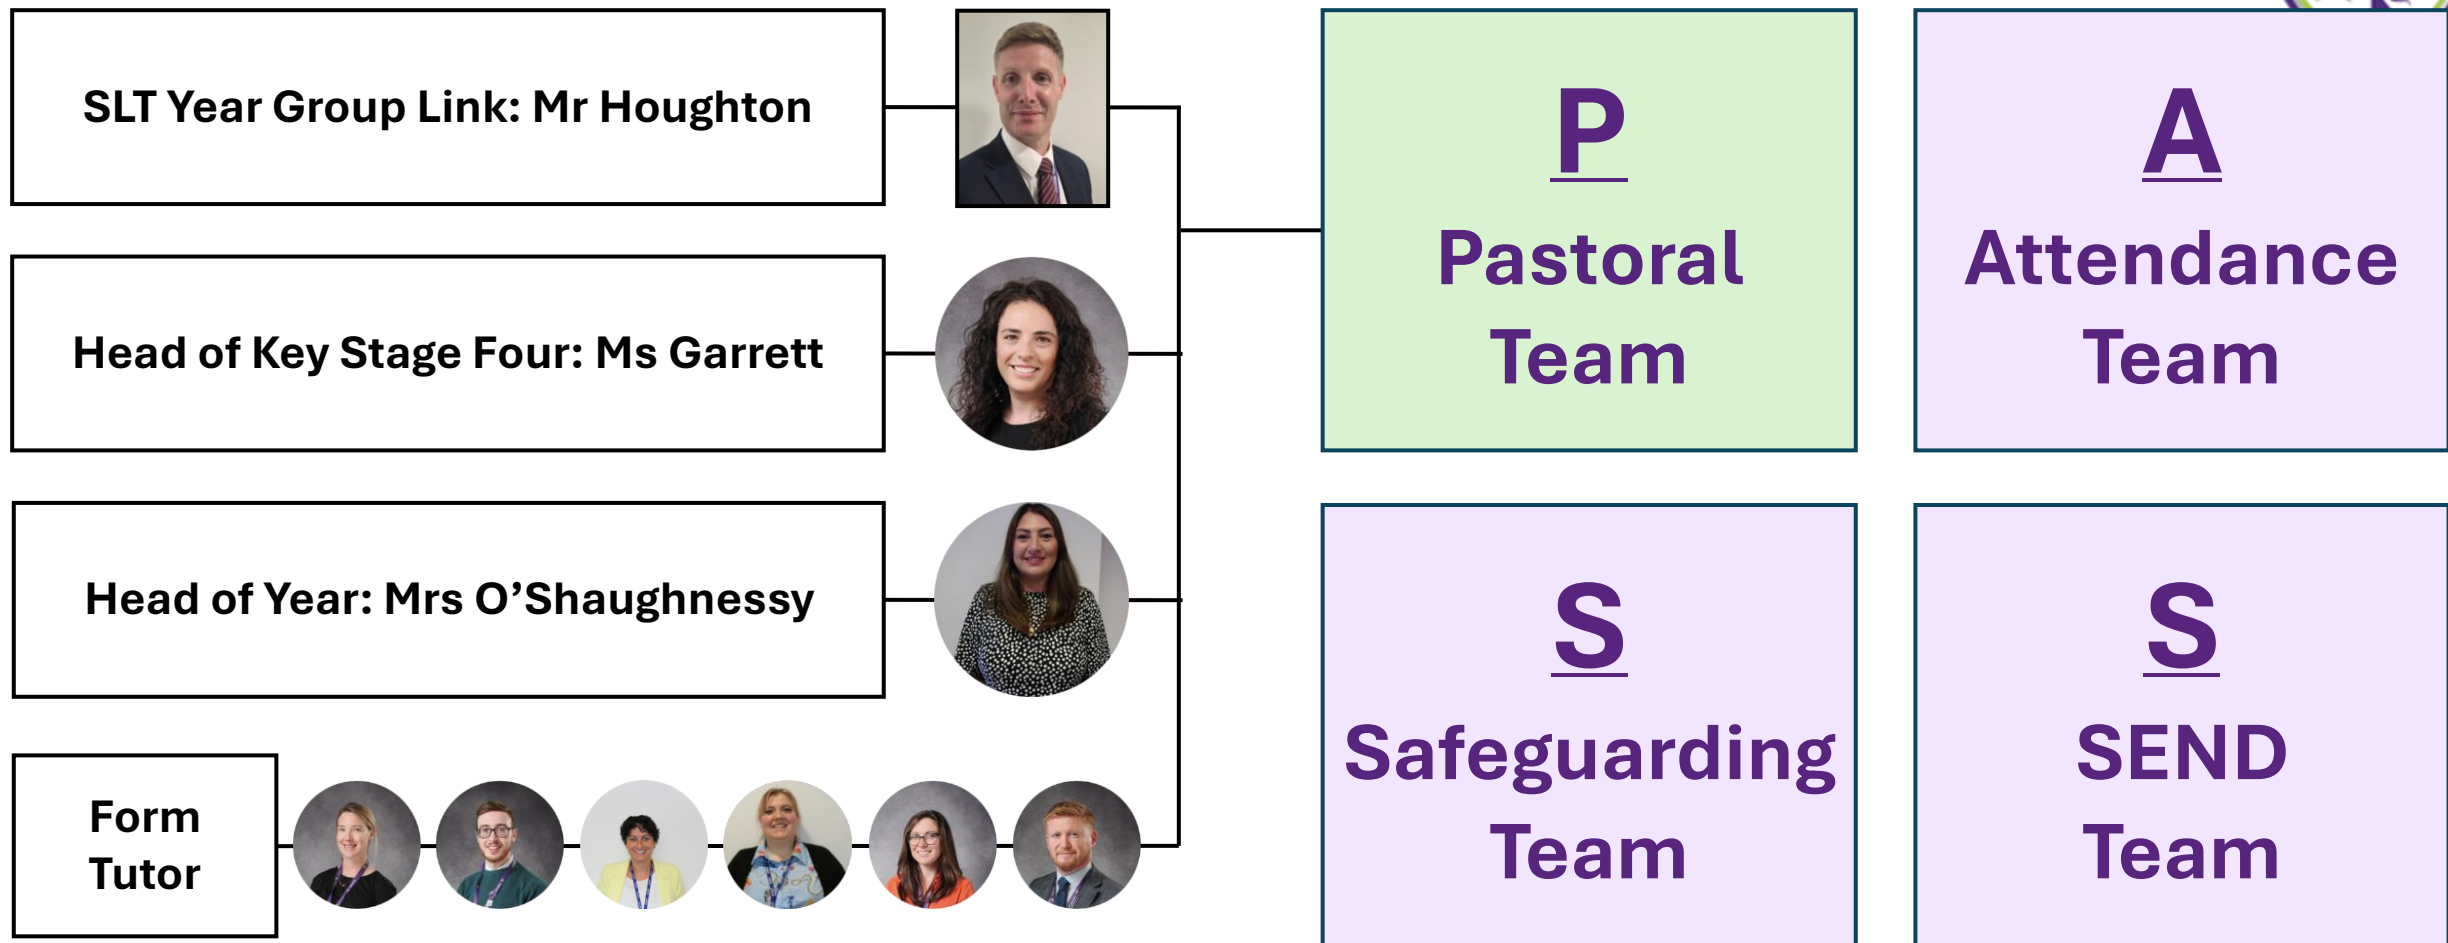 SLT Year Group Link: Mr Houghton
Head of Key Stage Four: Ms Garrett
Head of Year: Mrs O’Shaughnessy
Form
Tutor
P
Pastoral
Team
A
Attendance
Team
S
Safeguarding
Team
S
SEND
Team